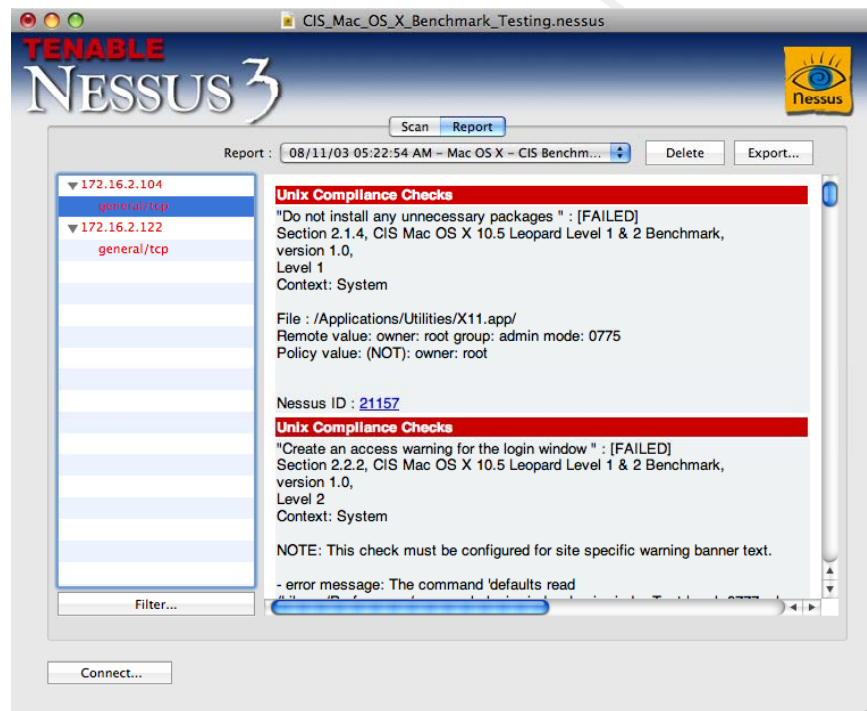 CIS_Mac_OS_X_Benchmark_Testing.nessus
TENABLE
NESSUS 3
Nessus
Scan Report
Report : 08/11/03 05:22:54 AM – Mac OS X – CIS Benchm... Delete Export...
172.16.2.104
general/tcp
172.16.2.122
general/tcp
Unix Compliance Checks
"Do not install any unnecessary packages " : [FAILED]
Section 2.1.4, CIS Mac OS X 10.5 Leopard Level 1 & 2 Benchmark,
version 1.0,
Level 1
Context: System
File : /Applications/Utilities/X11.app/
Remote value: owner: root group: admin mode: 0775
Policy value: (NOT): owner: root
Nessus ID : 21157
Unix Compliance Checks
"Create an access warning for the login window " : [FAILED]
Section 2.2.2, CIS Mac OS X 10.5 Leopard Level 1 & 2 Benchmark,
version 1.0,
Level 2
Context: System
NOTE: This check must be configured for site specific warning banner text.
- error message: The command 'defaults read
Filter...
Connect...